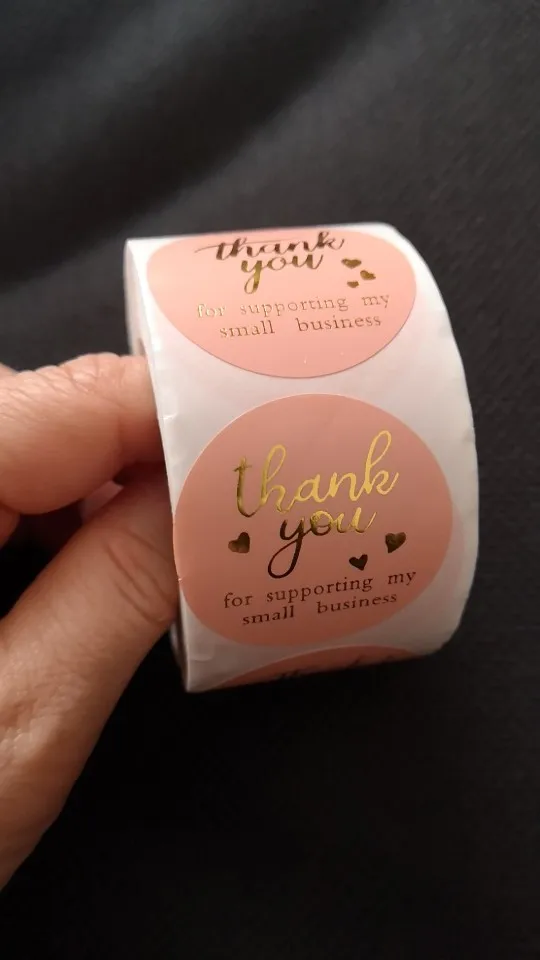 thank
you
for supporting my
small business
thank
you
for supporting my
small business